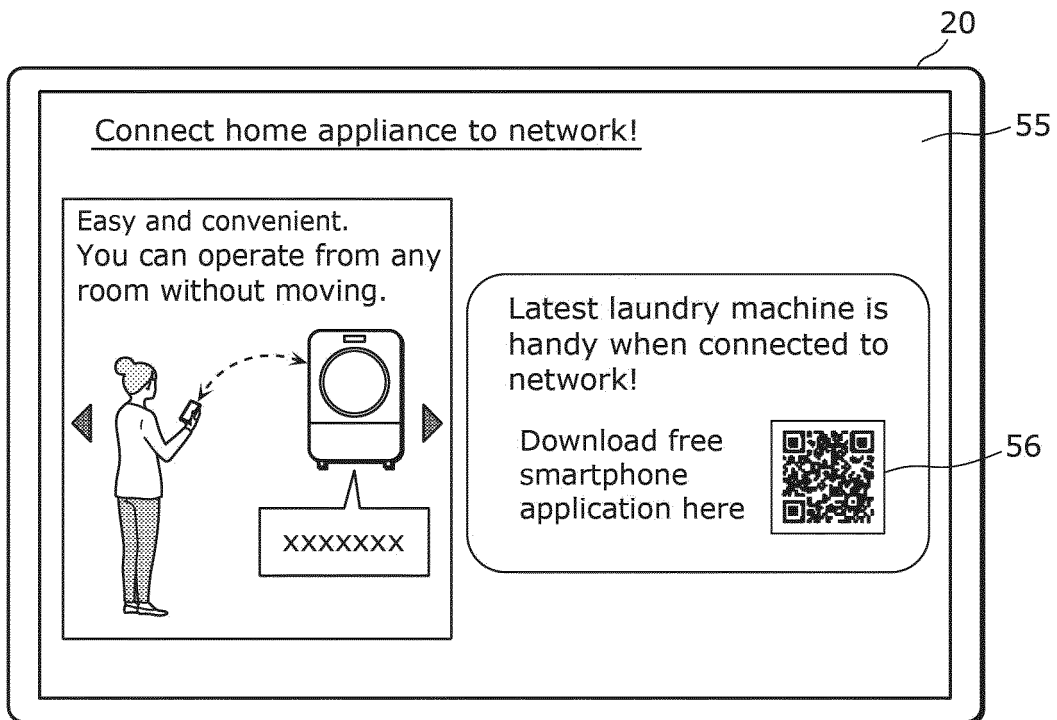 20
55
Connect home appliance to network!
Easy and convenient.
You can operate from any
room without moving.
XXXXXXX
Latest laundry machine is
handy when connected to
network!
Download free
smartphone
application here
56